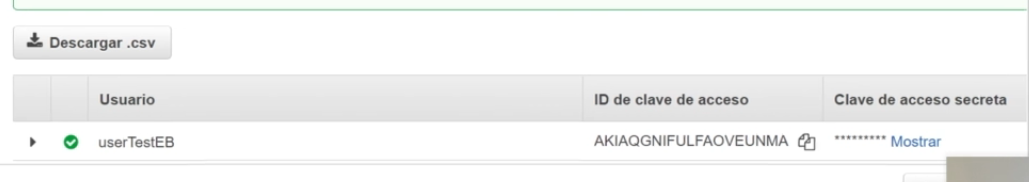 Descargar .csv
Usuario ID de clave de acceso Clave de acceso secreta
userTestEB AKIAQGNIFULFAOVEUNMA ********* Mostrar